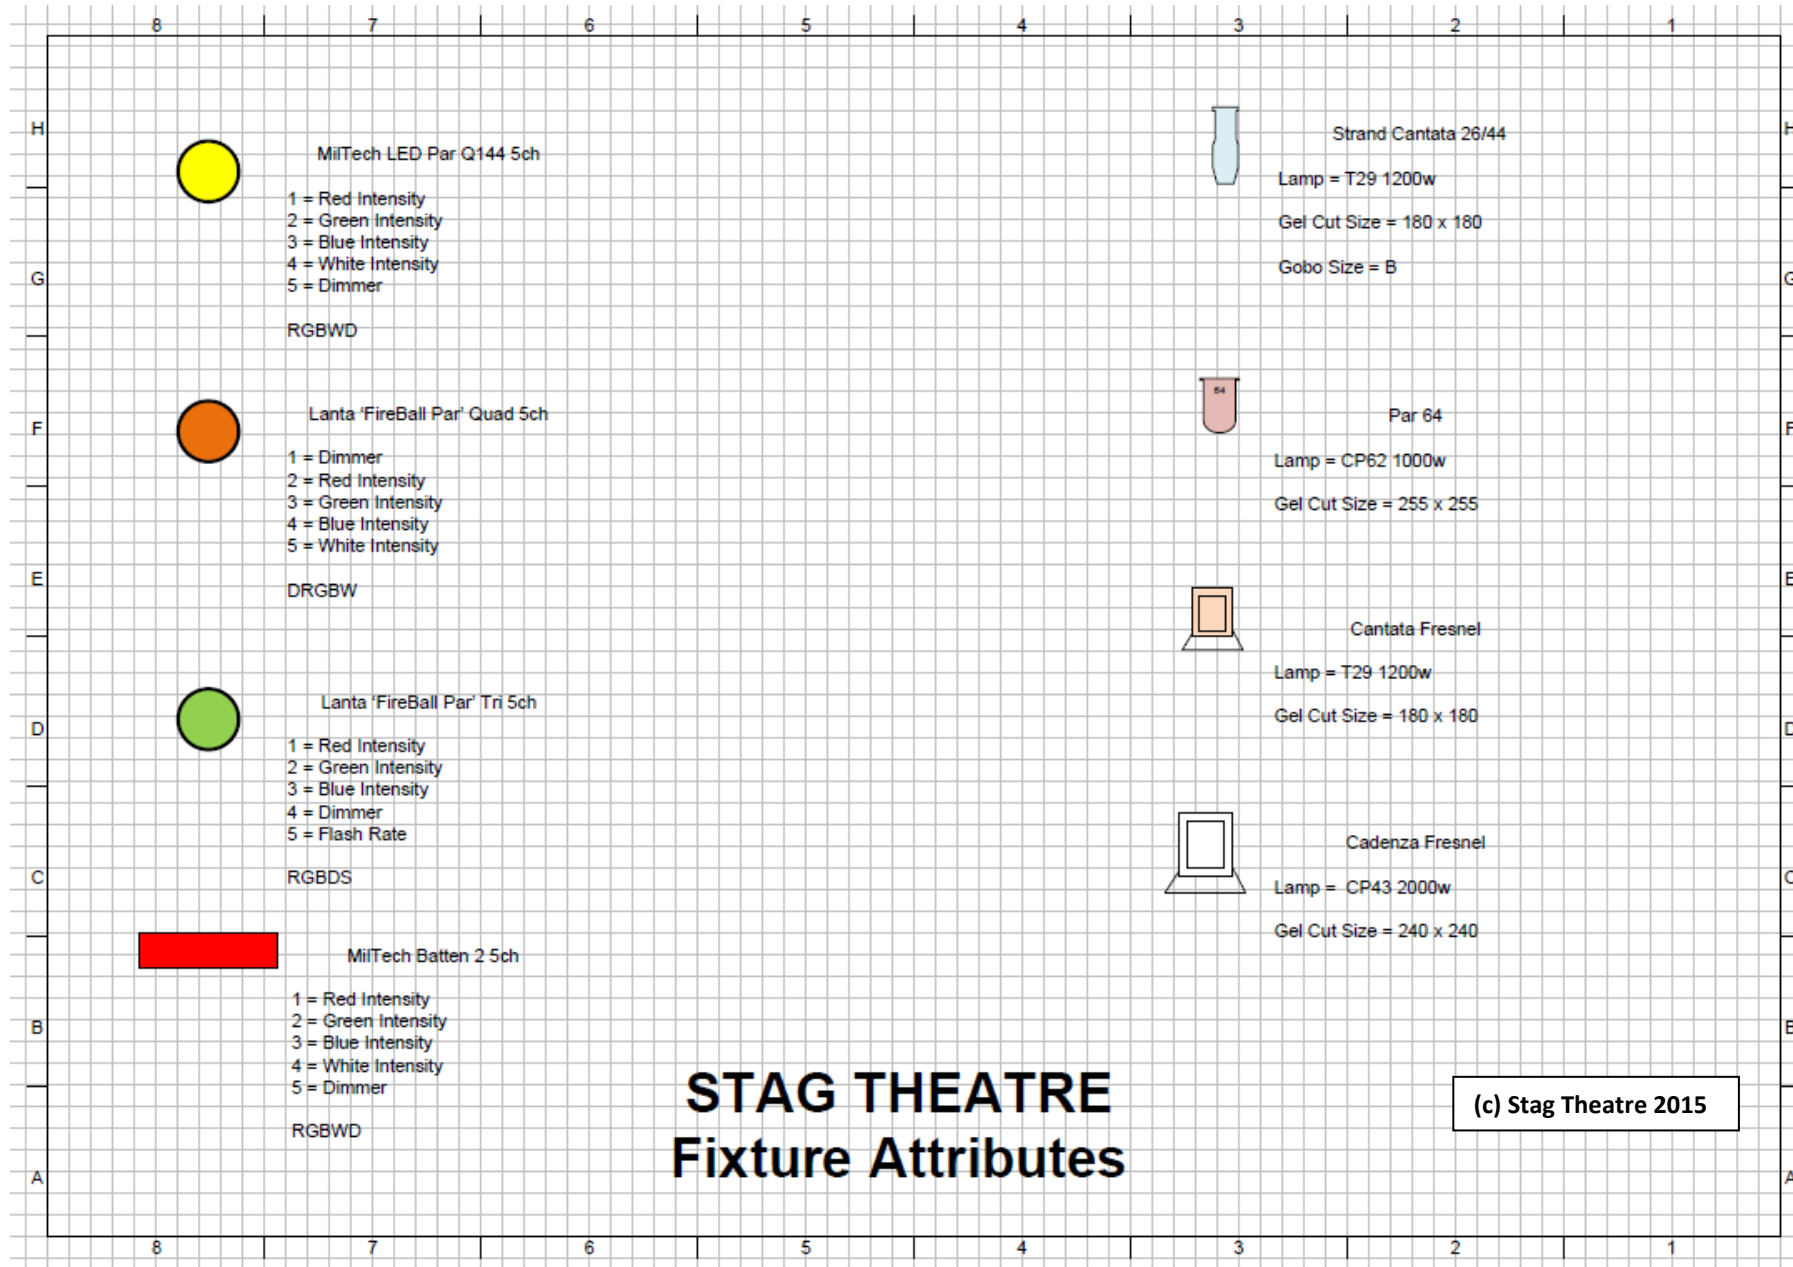 8 7 6 5 4 3 2 1
H
G
F
E
D
C
B
A
MilTech LED Par Q144 5ch
1 = Red Intensity
2 = Green Intensity
3 = Blue Intensity
4 = White Intensity
5 = Dimmer
RGBWD
Lanta ‘FireBall Par’ Quad 5ch
1 = Dimmer
2 = Red Intensity
3 = Green Intensity
4 = Blue Intensity
5 = White Intensity
DRGBW
Lanta ‘FireBall Par’ Tri 5ch
1 = Red Intensity
2 = Green Intensity
3 = Blue Intensity
4 = Dimmer
5 = Flash Rate
RGBDS
MilTech Batten 2 5ch
1 = Red Intensity
2 = Green Intensity
3 = Blue Intensity
4 = White Intensity
5 = Dimmer
RGBWD
Strand Cantata 26/44
Lamp = T29 1200w
Gel Cut Size = 180 x 180
Gobo Size = B
64
Par 64
Lamp = CP62 1000w
Gel Cut Size = 255 x 255
Cantata Fresnel
Lamp = T29 1200w
Gel Cut Size = 180 x 180
Cadenza Fresnel
Lamp = CP43 2000w
Gel Cut Size = 240 x 240
STAG THEATRE
Fixture Attributes
(c) Stag Theatre 2015
H
G
F
E
D
C
B
A
8 7 6 5 4 3 2 1